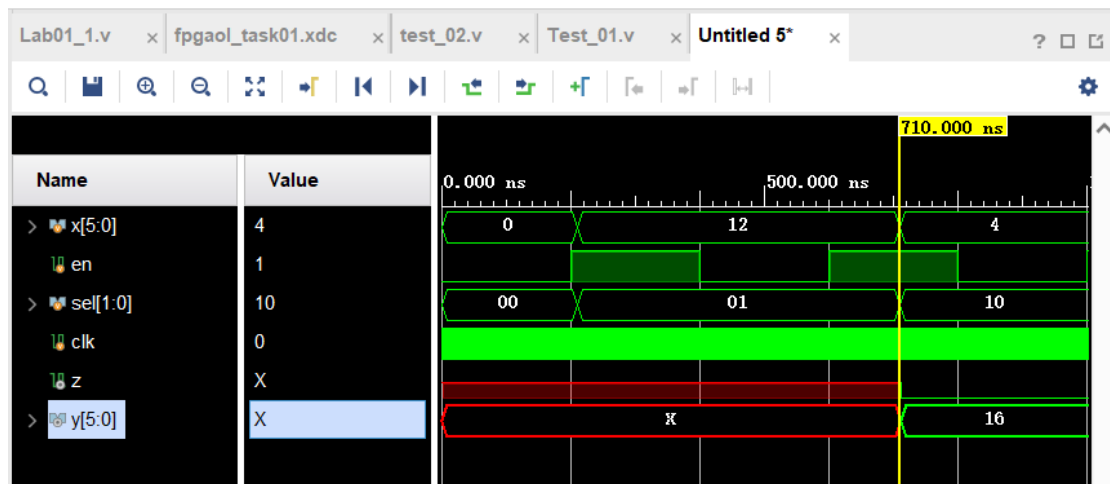 Lab01_1.v × fpgaol_task01.xdc × test_02.v × Test_01.v × Untitled 5* ×
?
710.000 ns
Name Value 0.000 ns 500.000 ns
> x[5:0] 4 0 12 4
en 1
> sel[1:0] 10 00 01 10
clk 0
z X
> y[5:0] X X 16